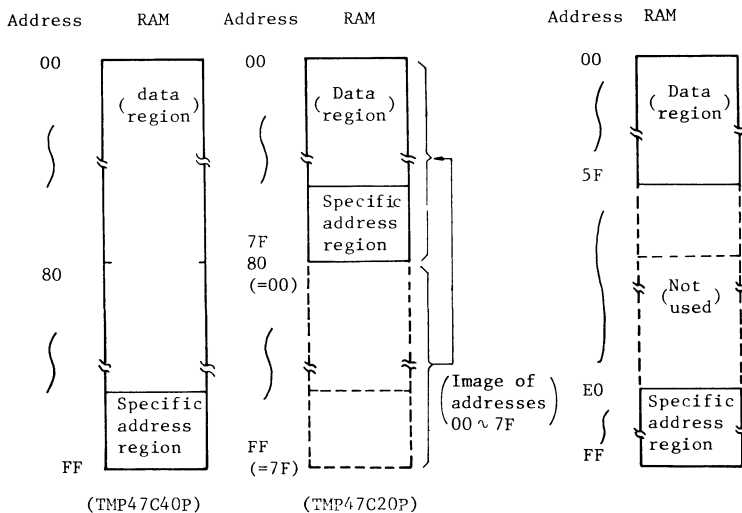 Address RAM Address RAM Address RAM
00
(data region)
80
Specific
address
region
FF
(TMP47C40P)
00
(Data region)
Specific
address
region
7F
80
(=00)
FF
(=7F)
(Image of
addresses
00 ~ 7F)
(TMP47C20P)
00
(Data region)
5F
(Not used)
E0
Specific
address
region
FF